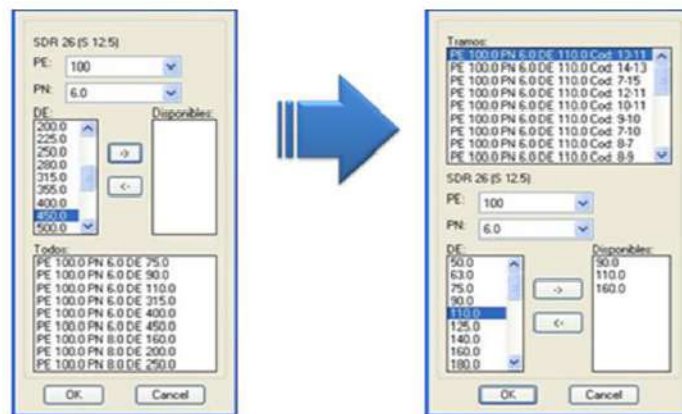 SDR 26 (S 12.5)
PE: 100
PN: 6.0
DE: Disponibles:
200.0
225.0
250.0
280.0
315.0
355.0
400.0
450.0
500.0
->
<-
Todos:
PE 100.0 PN 6.0 DE 75.0
PE 100.0 PN 6.0 DE 90.0
PE 100.0 PN 6.0 DE 110.0
PE 100.0 PN 6.0 DE 315.0
PE 100.0 PN 6.0 DE 400.0
PE 100.0 PN 6.0 DE 450.0
PE 100.0 PN 8.0 DE 160.0
PE 100.0 PN 8.0 DE 200.0
PE 100.0 PN 8.0 DE 250.0
OK Cancel
Tramos:
PE 100.0 PN 6.0 DE 110.0 Cod: 13-11
PE 100.0 PN 6.0 DE 110.0 Cod: 14-13
PE 100.0 PN 6.0 DE 110.0 Cod: 7-15
PE 100.0 PN 6.0 DE 110.0 Cod: 12-11
PE 100.0 PN 6.0 DE 110.0 Cod: 10-11
PE 100.0 PN 6.0 DE 110.0 Cod: 9-10
PE 100.0 PN 6.0 DE 110.0 Cod: 7-10
PE 100.0 PN 6.0 DE 110.0 Cod: 8-7
PE 100.0 PN 6.0 DE 110.0 Cod: 8-9
SDR 26 (S 12.5)
PE: 100
PN: 6.0
DE: Disponibles:
50.0
63.0
75.0
90.0
110.0
125.0
140.0
160.0
180.0
->
<-
90.0
110.0
160.0
OK Cancel